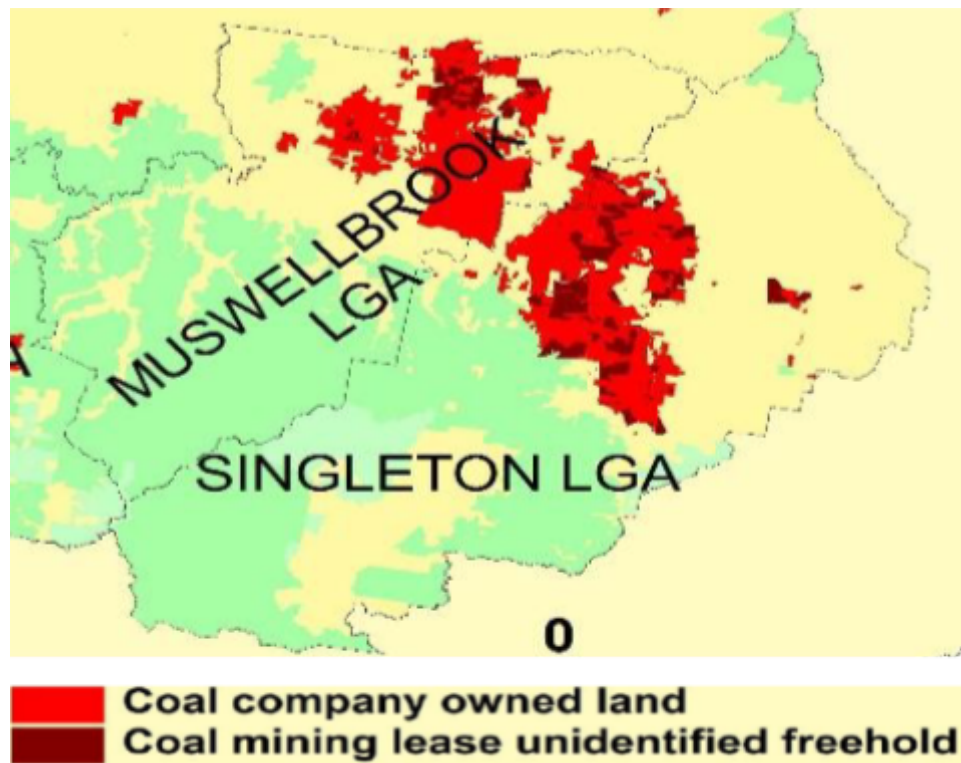 MUSWELLBROOK
LGA
SINGLETON LGA
0
Coal company owned land
Coal mining lease unidentified freehold